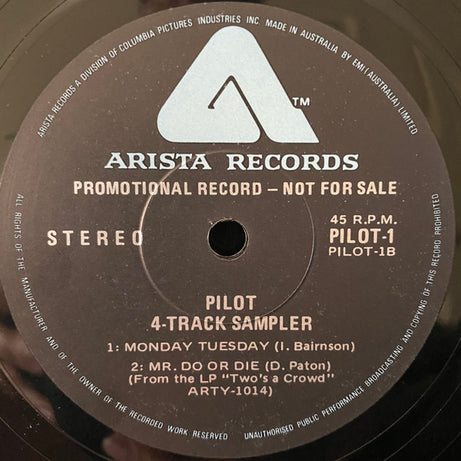 ARISTA RECORDS A DIVISION OF COLUMBIA PICTURES INDUSTRIES INC. MADE IN AUSTRALIA BY EMI (AUSTRALIA) LIMITED
TM
ARISTA RECORDS
PROMOTIONAL RECORD – NOT FOR SALE
45 R.P.M.
STEREO
PILOT-1
PILOT-1B
PILOT
4-TRACK SAMPLER
1: MONDAY TUESDAY (I. Bairnson)
2: MR. DO OR DIE (D. Paton)
(From the LP "Two's a Crowd"
ARTY-1014)
ALL RIGHTS OF THE MANUFACTURER AND OF THE OWNER OF THE RECORDED WORK RESERVED
UNAUTHORISED PUBLIC PERFORMANCE BROADCASTING AND COPYING OF THIS RECORD PROHIBITED